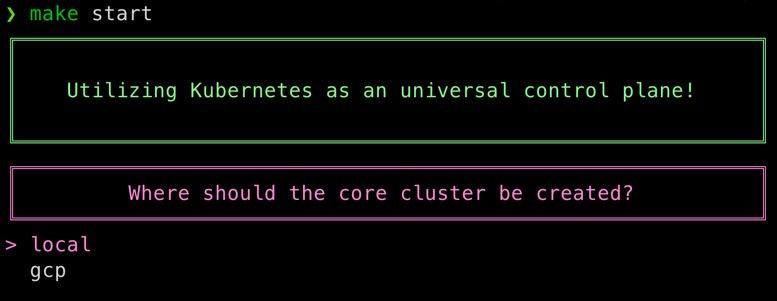 ❯ make start
Utilizing Kubernetes as an universal control plane!
Where should the core cluster be created?
> local
gcp